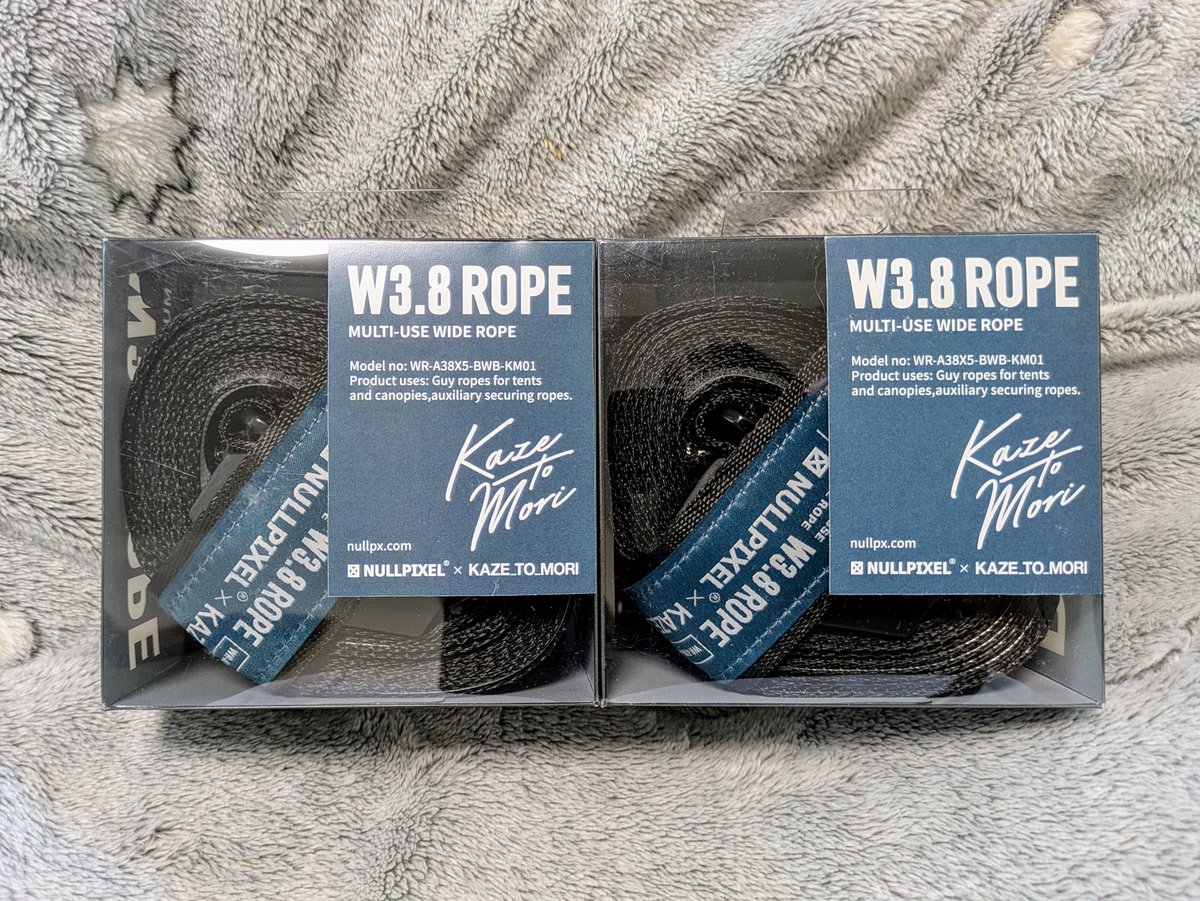 W3.8 ROPE
MULTI-USE WIDE ROPE
Model no: WR-A38X5-BWB-KM01
Product uses: Guy ropes for tents
and canopies,auxiliary securing ropes.
Kaze
to
Mori
nullpx.com
NULLPIXEL® × KAZE_TO_MORI
W3.8 ROPE
NULLPIXEL® × KAZ
W3.8 ROPE
MULTI-USE WIDE ROPE
Model no: WR-A38X5-BWB-KM01
Product uses: Guy ropes for tents
and canopies,auxiliary securing ropes.
Kaze
to
Mori
nullpx.com
NULLPIXEL® × KAZE_TO_MORI
ROPE
W3.8 ROPE
NULLPIXEL® × KAZ